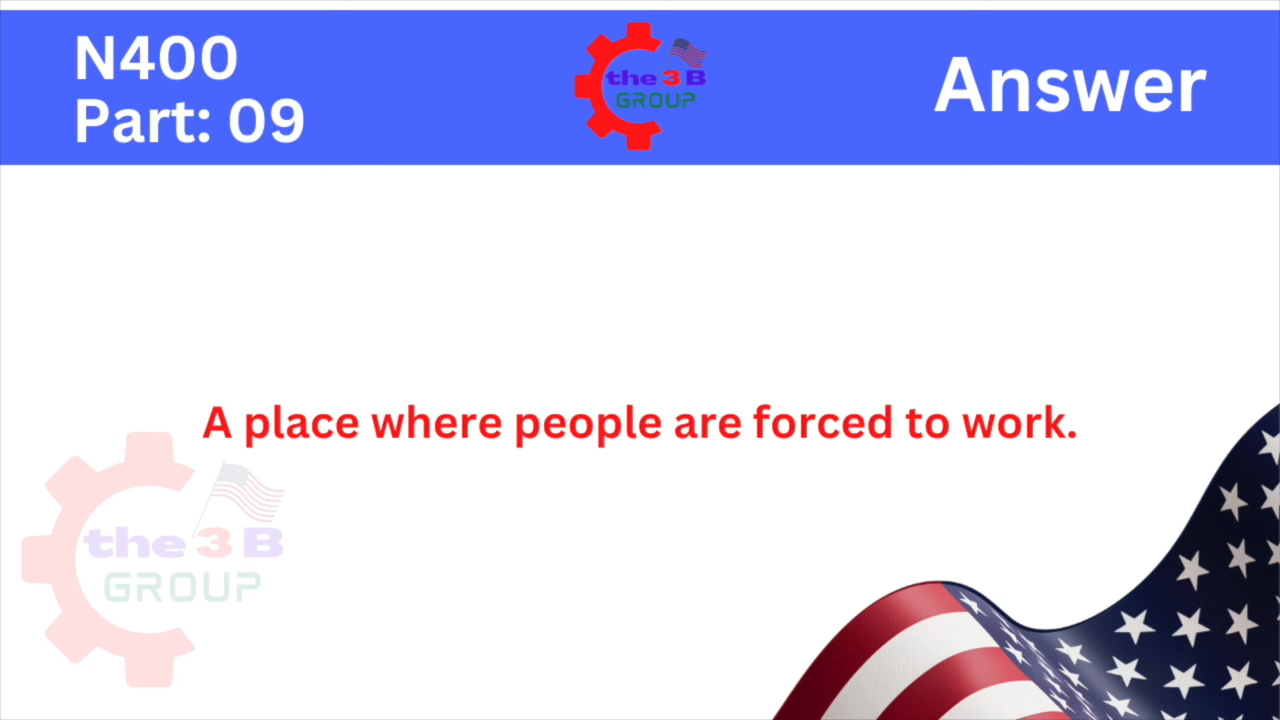 N400
Part: 09
the 3 B
GROUP
Answer
A place where people are forced to work.
the 3 B
GROUP